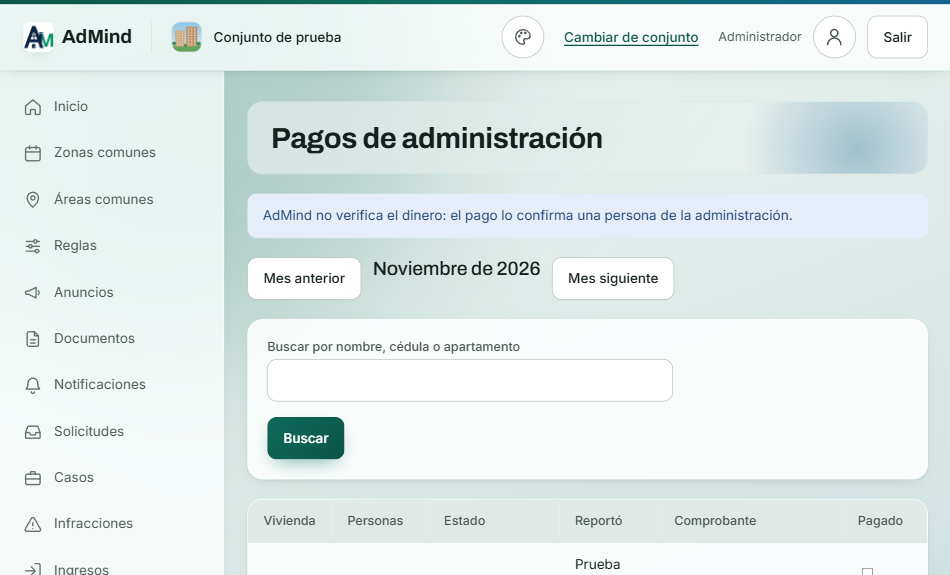 AdMind
Conjunto de prueba
Cambiar de conjunto
Administrador
Salir
Inicio
Zonas comunes
Áreas comunes
Reglas
Anuncios
Documentos
Notificaciones
Solicitudes
Casos
Infracciones
Ingresos
Pagos de administración
AdMind no verifica el dinero: el pago lo confirma una persona de la administración.
Mes anterior
Noviembre de 2026
Mes siguiente
Buscar por nombre, cédula o apartamento
Buscar
Vivienda Personas Estado Reportó Comprobante Pagado
Prueba